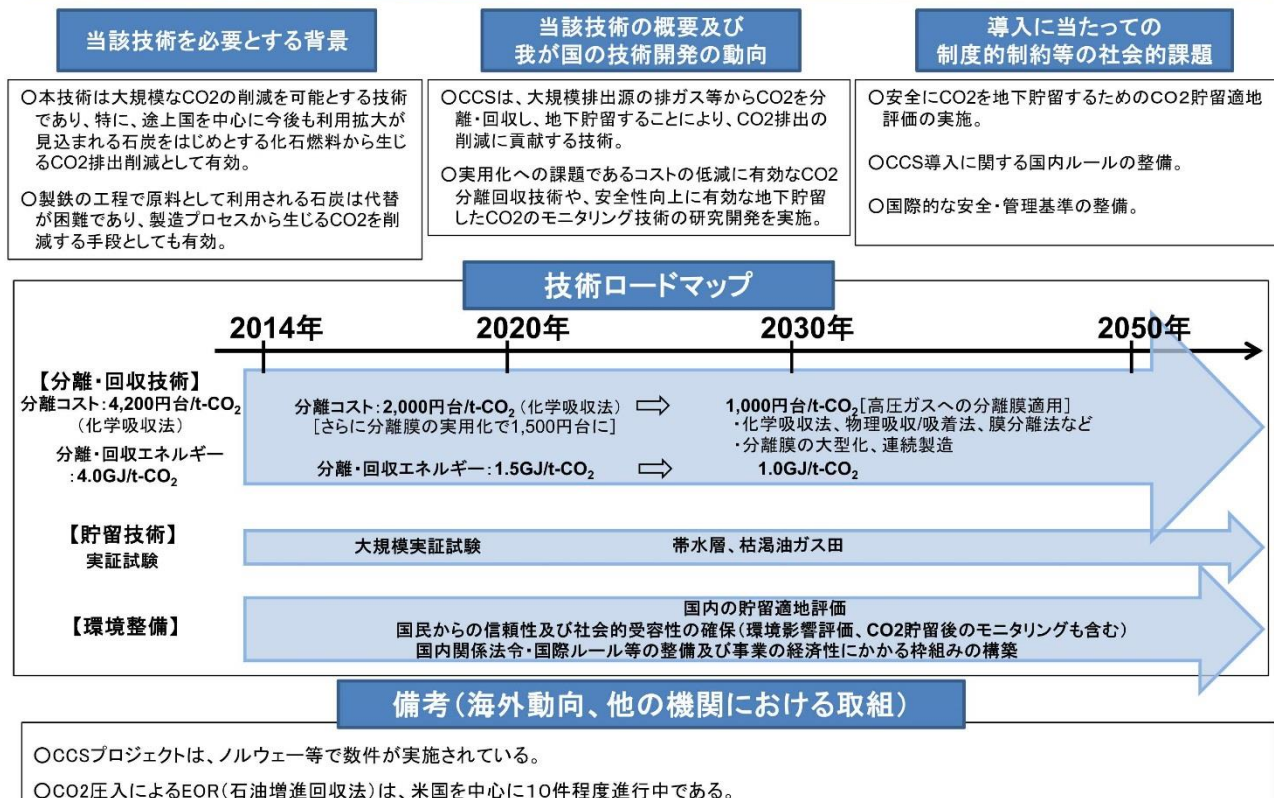 当該技術を必要とする背景
○本技術は大規模なCO2の削減を可能とする技術
であり、特に、途上国を中心に今後も利用拡大が
見込まれる石炭をはじめとする化石燃料から生じ
るCO2排出削減として有効。
○製鉄の工程で原料として利用される石炭は代替
が困難であり、製造プロセスから生じるCO2を削
減する手段としても有効。
当該技術の概要及び
我が国の技術開発の動向
○CCSは、大規模排出源の排ガス等からCO2を分
離・回収し、地下貯留することにより、CO2排出の
削減に貢献する技術。
○実用化への課題であるコストの低減に有効なCO2
分離回収技術や、安全性向上に有効な地下貯留
したCO2のモニタリング技術の研究開発を実施。
導入に当たっての
制度的制約等の社会的課題
○安全にCO2を地下貯留するためのCO2貯留適地
評価の実施。
○CCS導入に関する国内ルールの整備。
○国際的な安全・管理基準の整備。
技術ロードマップ
2014年 2020年 2030年 2050年
【分離・回収技術】
分離コスト:4,200円台/t-CO₂
(化学吸収法)
分離・回収エネルギー
:4.0GJ/t-CO₂
分離コスト:2,000円台/t-CO₂(化学吸収法)
[さらに分離膜の実用化で1,500円台に]
分離・回収エネルギー:1.5GJ/t-CO₂
1,000円台/t-CO₂[高圧ガスへの分離膜適用]
・化学吸収法、物理吸収/吸着法、膜分離法など
・分離膜の大型化、連続製造
1.0GJ/t-CO₂
【貯留技術】
実証試験
大規模実証試験 帯水層、枯渇油ガス田
【環境整備】
国内の貯留適地評価
国民からの信頼性及び社会的受容性の確保(環境影響評価、CO2貯留後のモニタリングも含む)
国内関係法令・国際ルール等の整備及び事業の経済性にかかる枠組みの構築
備考(海外動向、他の機関における取組)
○CCSプロジェクトは、ノルウェー等で数件が実施されている。
○CO2圧入によるEOR(石油増進回収法)は、米国を中心に10件程度進行中である。